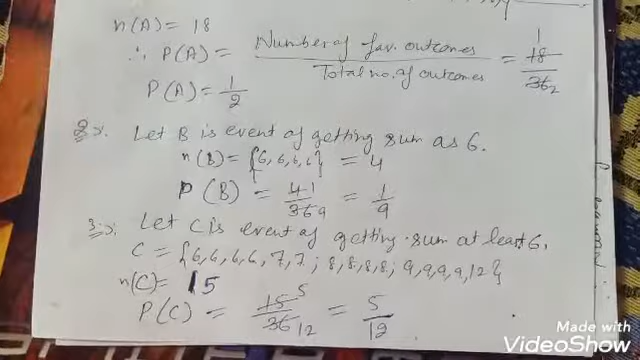 n(A) = 18
∴ P(A) = Number of fav. outcomes / Total no. of outcomes = 18/36 1 2
P(A) = 1/2
2>. Let B is event of getting sum as 6.
n(B) = {6, 6, 6, 6} = 4
P(B) = 4 1/36 9 = 1/9
3>. Let C is event of getting sum at least 6,
C = {6,6,6,6, 7,7; 8,8,8,8; 9,9,9,9,12}
n(C) = 15
P(C) = 15 5/36 12 = 5/12
Made with
VideoShow